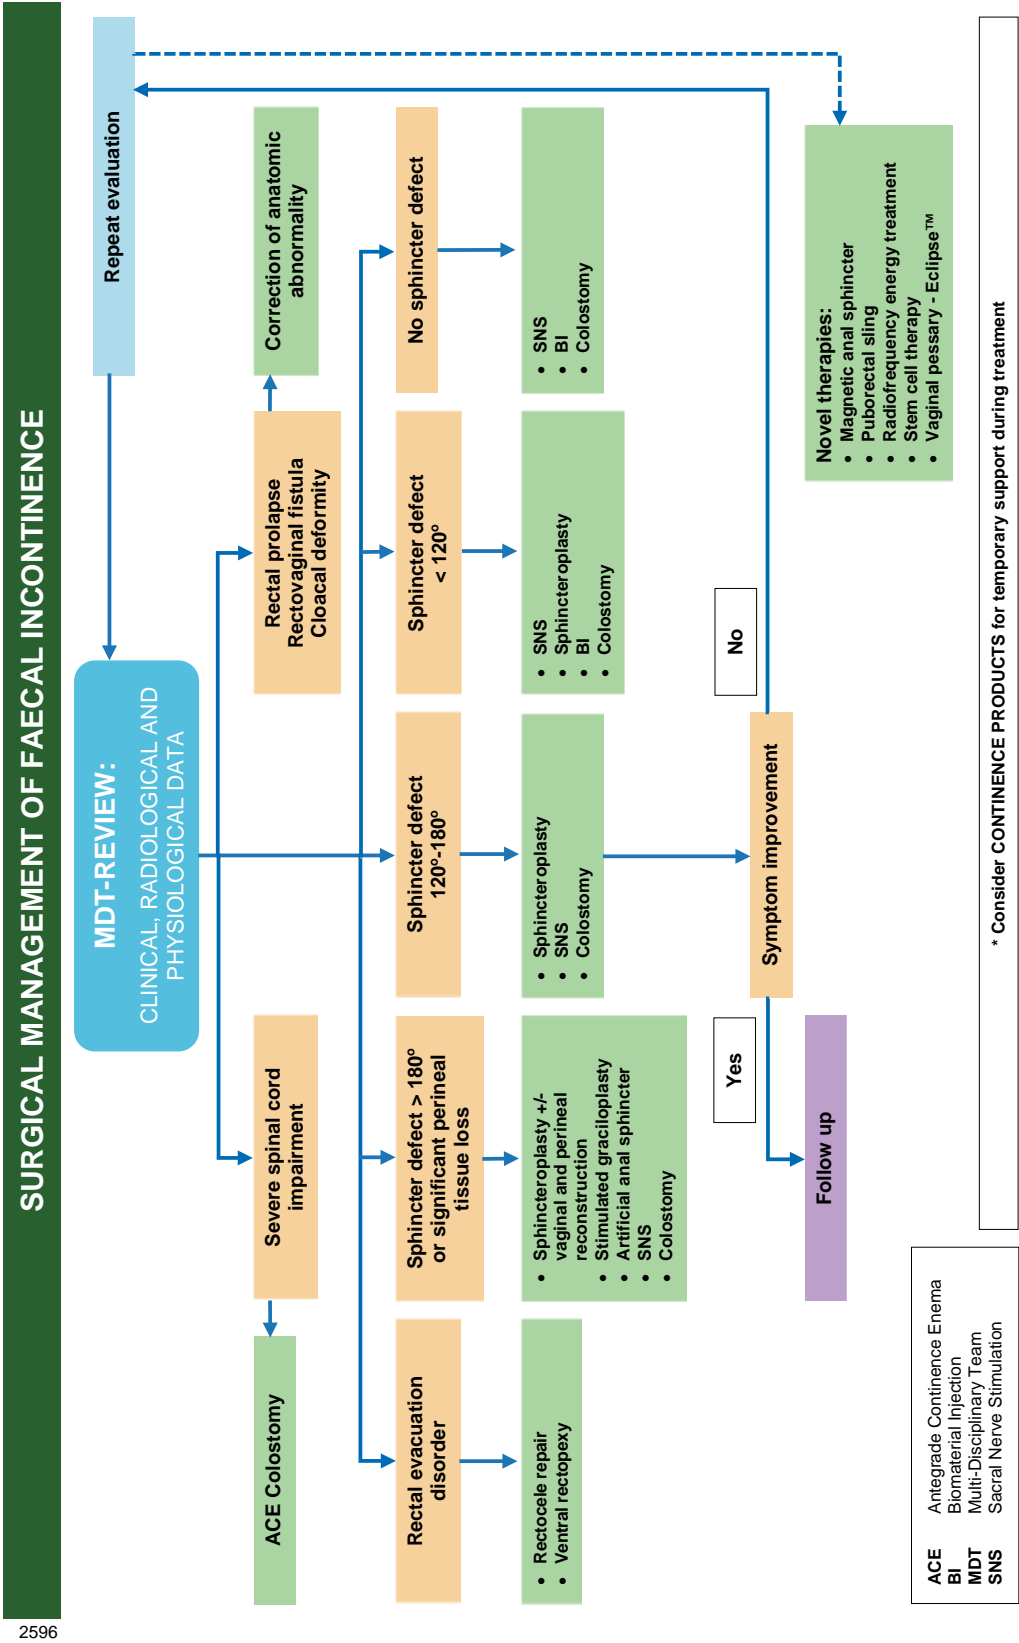 SURGICAL MANAGEMENT OF FAECAL INCONTINENCE
MDT-REVIEW:
CLINICAL, RADIOLOGICAL AND
PHYSIOLOGICAL DATA
Repeat evaluation
ACE Colostomy
Severe spinal cord
impairment
Rectal prolapse
Rectovaginal fistula
Cloacal deformity
Correction of anatomic
abnormality
Rectal evacuation
disorder
Sphincter defect > 180º
or significant perineal
tissue loss
Sphincter defect
120º-180º
Sphincter defect
< 120º
No sphincter defect
• Rectocele repair
• Ventral rectopexy
• Sphincteroplasty +/-
vaginal and perineal
reconstruction
• Stimulated graciloplasty
• Artificial anal sphincter
• SNS
• Colostomy
• Sphincteroplasty
• SNS
• Colostomy
• SNS
• Sphincteroplasty
• BI
• Colostomy
• SNS
• BI
• Colostomy
Yes
Symptom improvement
No
Follow up
Novel therapies:
• Magnetic anal sphincter
• Puborectal sling
• Radiofrequency energy treatment
• Stem cell therapy
• Vaginal pessary - Eclipse™
ACE Antegrade Continence Enema
BI Biomaterial Injection
MDT Multi-Disciplinary Team
SNS Sacral Nerve Stimulation
* Consider CONTINENCE PRODUCTS for temporary support during treatment
2596